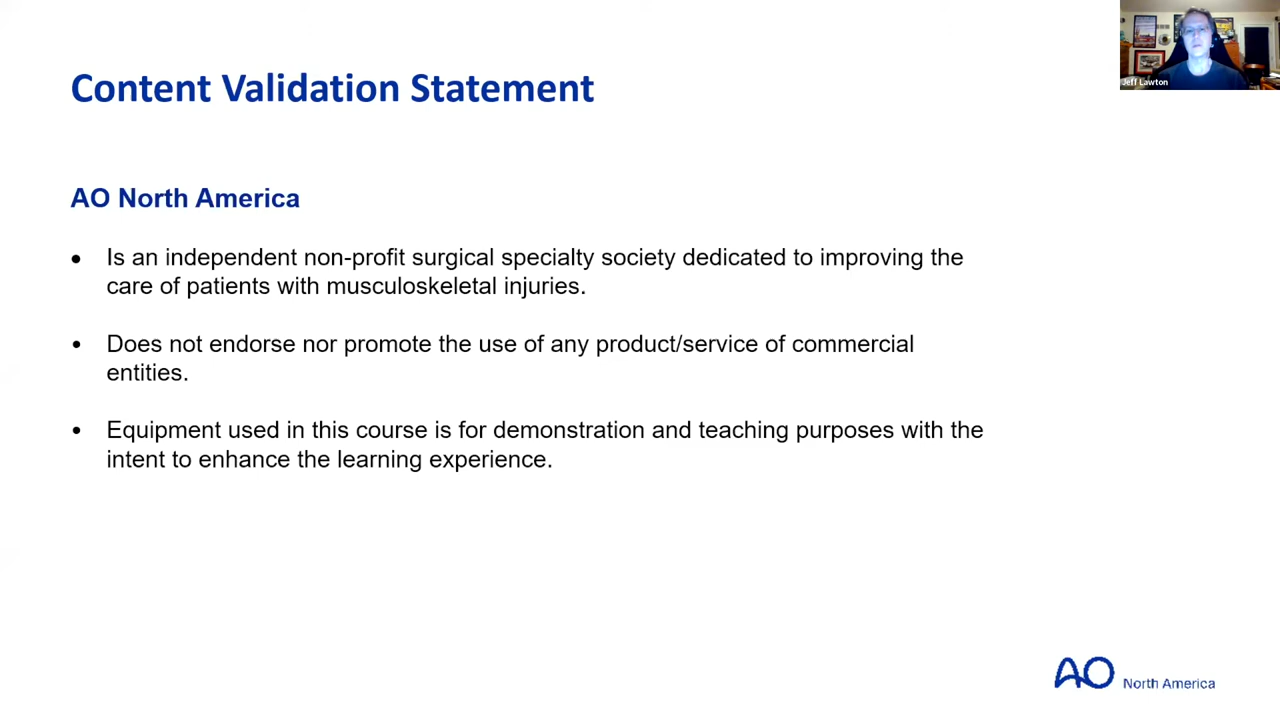 Content Validation Statement
Jeff Lawton
AO North America
• Is an independent non-profit surgical specialty society dedicated to improving the
care of patients with musculoskeletal injuries.
• Does not endorse nor promote the use of any product/service of commercial
entities.
• Equipment used in this course is for demonstration and teaching purposes with the
intent to enhance the learning experience.
AO North America